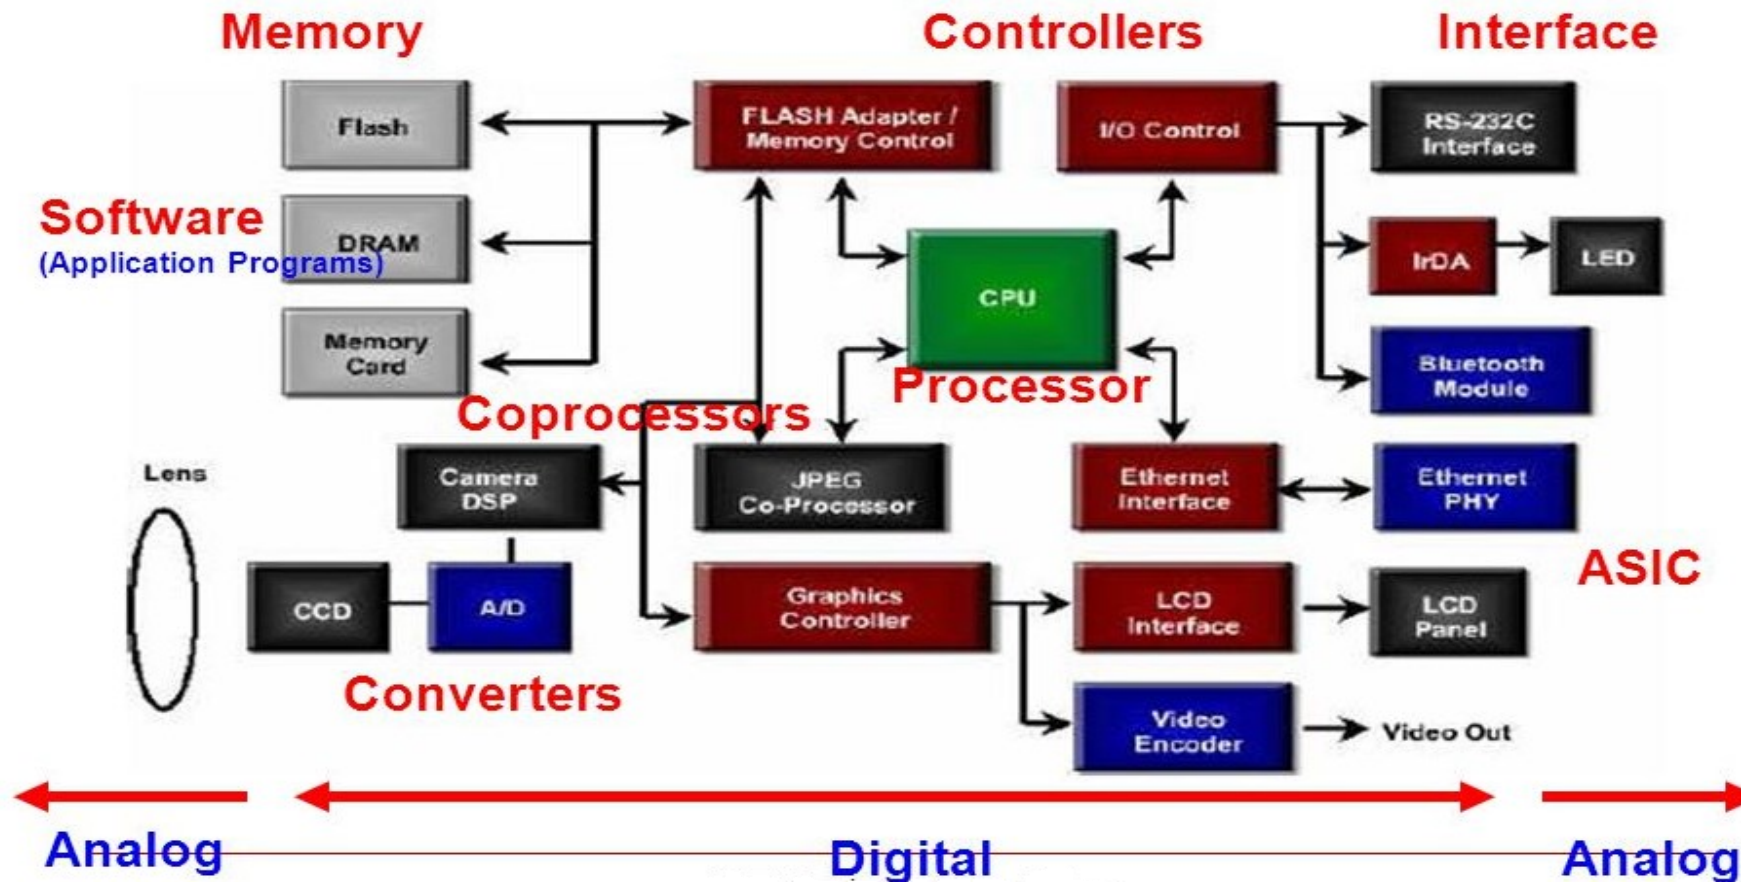 Memory
Controllers
Interface
Flash
FLASH Adapter /
Memory Control
I/O Control
RS-232C
Interface
Software
(Application Programs)
DRAM
IrDA
LED
CPU
Memory
Card
Bluetooth
Module
Processor
Coprocessors
Lens
Camera
DSP
JPEG
Co-Processor
Ethernet
Interface
Ethernet
PHY
ASIC
CCD
A/D
Graphics
Controller
LCD
Interface
LCD
Panel
Converters
Video
Encoder
Video Out
Analog
Digital
Analog